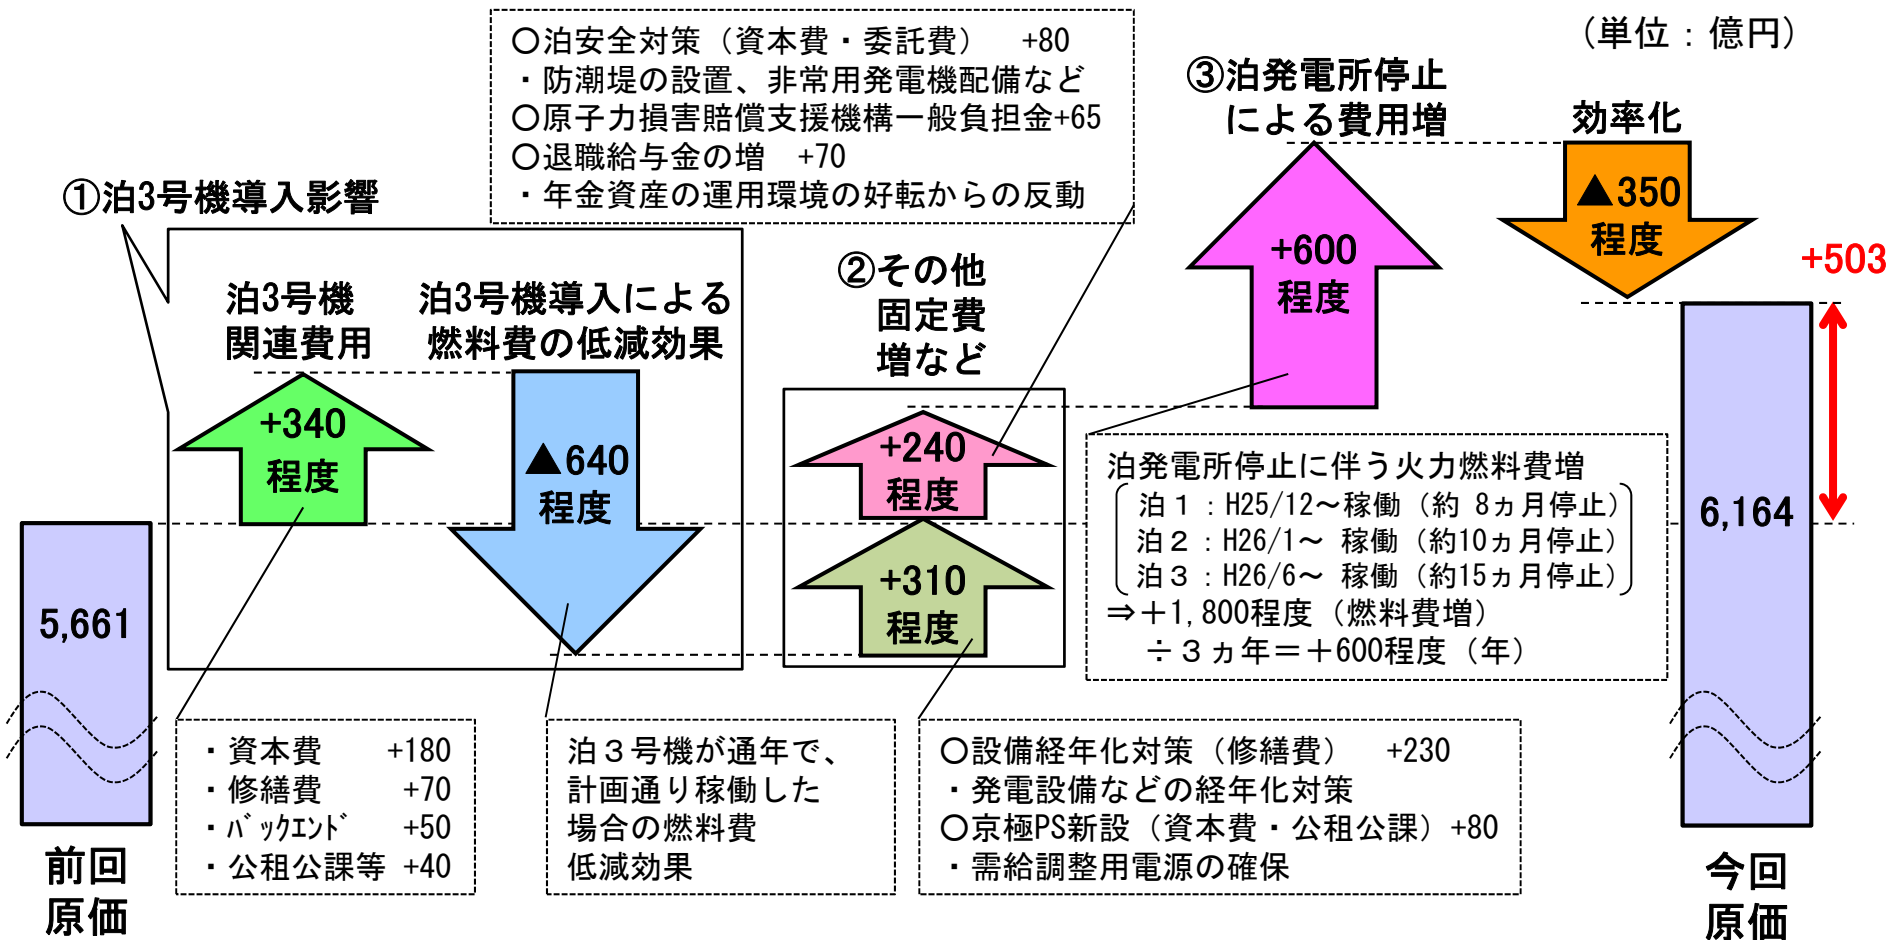 （単位：億円）
○泊安全対策（資本費・委託費）　+80
・防潮堤の設置、非常用発電機配備など
○原子力損害賠償支援機構一般負担金+65
○退職給与金の増　+70
・年金資産の運用環境の好転からの反動
③泊発電所停止
による費用増
効率化
①泊3号機導入影響
▲350
程度
+600
程度
+503
②その他
固定費
増など
泊3号機
関連費用
泊3号機導入による
燃料費の低減効果
+340
程度
▲640
程度
+240
程度
+310
程度
泊発電所停止に伴う火力燃料費増
泊１：H25/12～稼働（約 8ヵ月停止）
泊２：H26/1～ 稼働（約10ヵ月停止）
泊３：H26/6～ 稼働（約15ヵ月停止）
⇒＋1,800程度（燃料費増）
÷３ヵ年＝＋600程度（年）
5,661
6,164
・資本費　+180
・修繕費　+70
・ﾊﾞｯｸｴﾝﾄﾞ　+50
・公租公課等 +40
泊３号機が通年で、
計画通り稼働した
場合の燃料費
低減効果
○設備経年化対策（修繕費）　+230
・発電設備などの経年化対策
○京極PS新設（資本費・公租公課）+80
・需給調整用電源の確保
前回
原価
今回
原価